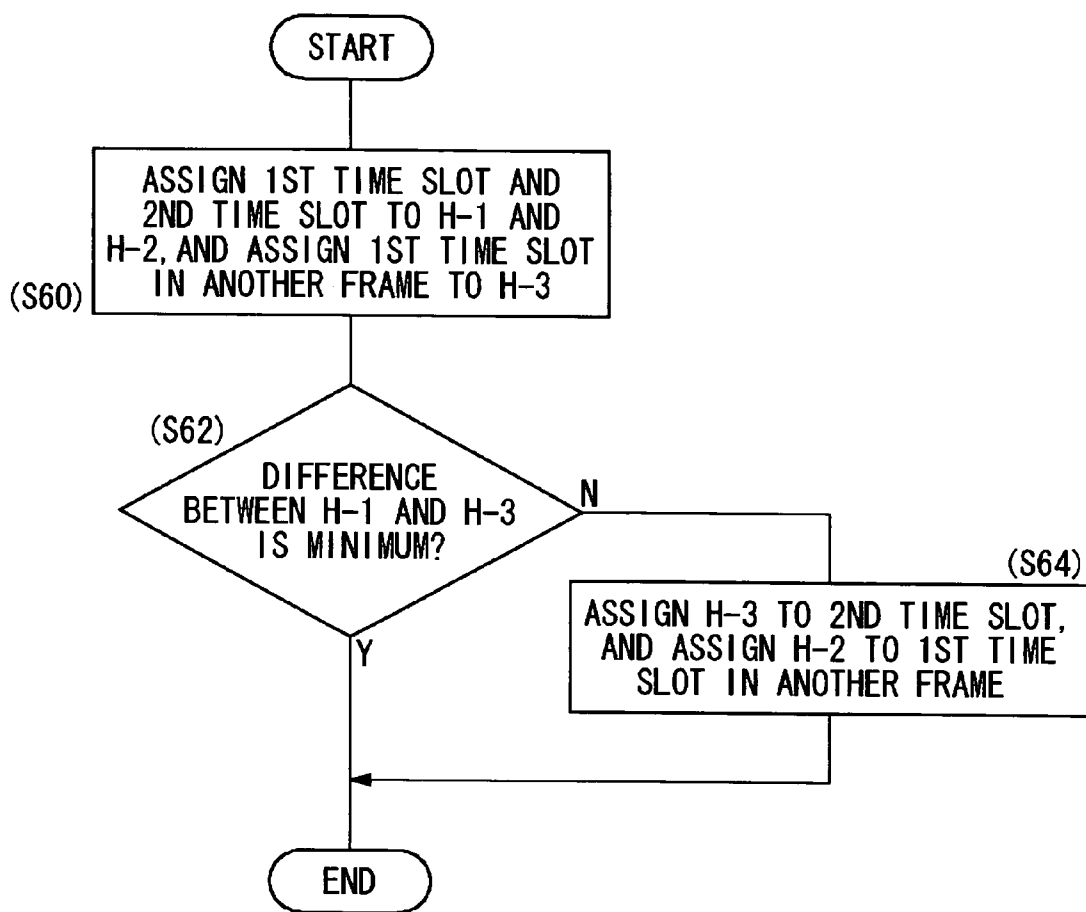 START
ASSIGN 1ST TIME SLOT AND
2ND TIME SLOT TO H-1 AND
H-2, AND ASSIGN 1ST TIME SLOT
IN ANOTHER FRAME TO H-3
(S60)
(S62)
DIFFERENCE
BETWEEN H-1 AND H-3
IS MINIMUM?
N
Y
(S64)
ASSIGN H-3 TO 2ND TIME SLOT,
AND ASSIGN H-2 TO 1ST TIME
SLOT IN ANOTHER FRAME
END